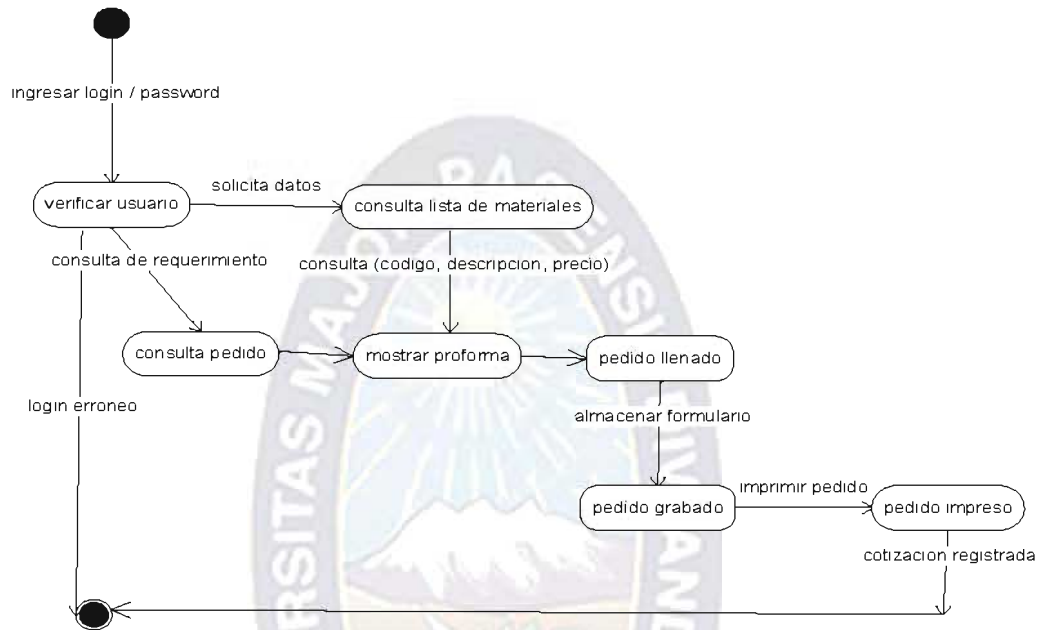 ingresar login / password
verificar usuario
solicita datos
consulta lista de materiales
consulta de requerimiento
consulta (codigo, descripcion, precio)
consulta pedido
mostrar proforma
pedido llenado
login erroneo
almacenar formulario
pedido grabado
imprimir pedido
pedido impreso
cotizacion registrada